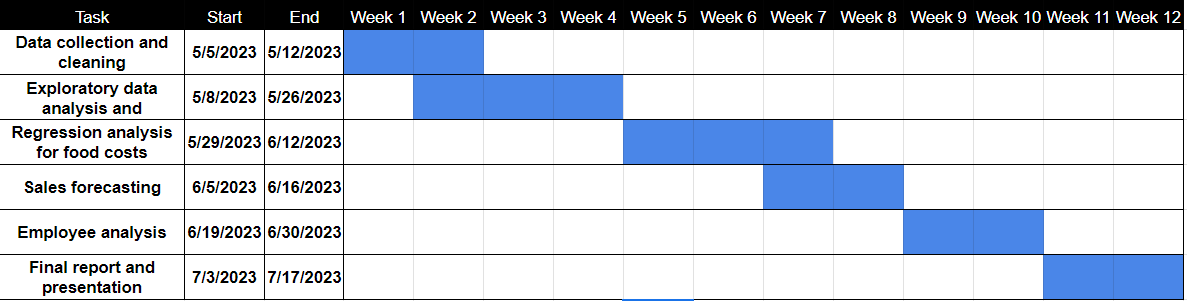 Task Start End Week 1 Week 2 Week 3 Week 4 Week 5 Week 6 Week 7 Week 8 Week 9 Week 10 Week 11 Week 12
Data collection and
cleaning
5/5/2023 5/12/2023
Exploratory data
analysis and
5/8/2023 5/26/2023
Regression analysis
for food costs
5/29/2023 6/12/2023
Sales forecasting 6/5/2023 6/16/2023
Employee analysis 6/19/2023 6/30/2023
Final report and
presentation
7/3/2023 7/17/2023